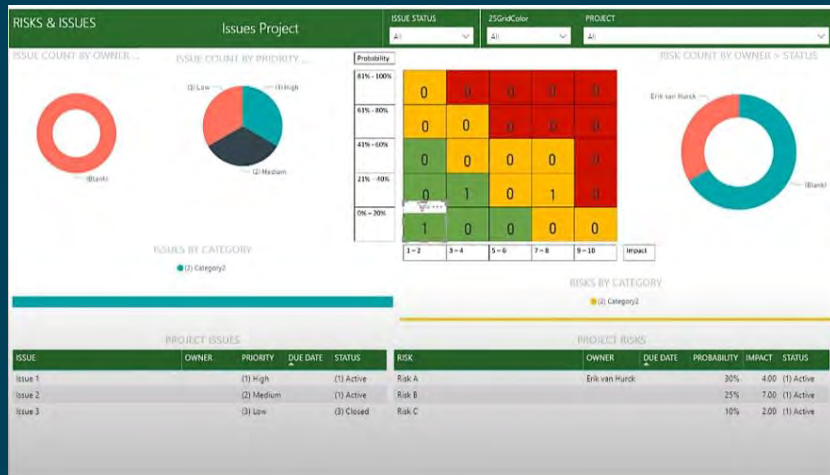 RISKS & ISSUES
Issues Project
ISSUE STATUS
All
25GridColor
All
PROJECT
All
ISSUE COUNT BY OWNER ...
(Blank)
ISSUE COUNT BY PRIORITY ...
(3) Low
(1) High
(2) Medium
Probability
81% - 100%
0 0 0 0 0
61% - 80%
0 0 0 0 0
41% - 60%
0 0 0 0 0
21% - 40%
0 1 0 1 0
0% - 20%
1 0 0 0 0
1 - 2
3 - 4
5 - 6
7 - 8
9 - 10
Impact
RISK COUNT BY OWNER > STATUS
Erik van Hurck
(Blank)
ISSUES BY CATEGORY
(2) Category2
RISKS BY CATEGORY
(2) Category2
PROJECT ISSUES
ISSUE OWNER PRIORITY DUE DATE STATUS
Issue 1 (1) High (1) Active
Issue 2 (2) Medium (1) Active
Issue 3 (3) Low (3) Closed
PROJECT RISKS
RISK OWNER DUE DATE PROBABILITY IMPACT STATUS
Risk A Erik van Hurck 30% 4.00 (1) Active
Risk B 25% 7.00 (1) Active
Risk C 10% 2.00 (1) Active